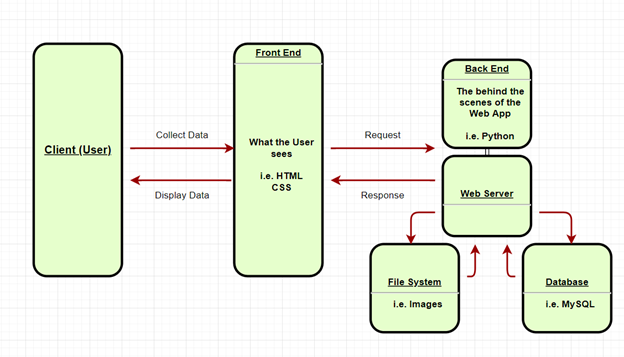 Client (User)
Collect Data
Display Data
Front End
What the User
sees
i.e. HTML
CSS
Request
Response
Back End
The behind the
scenes of the
Web App
i.e. Python
Web Server
File System
i.e. Images
Database
i.e. MySQL